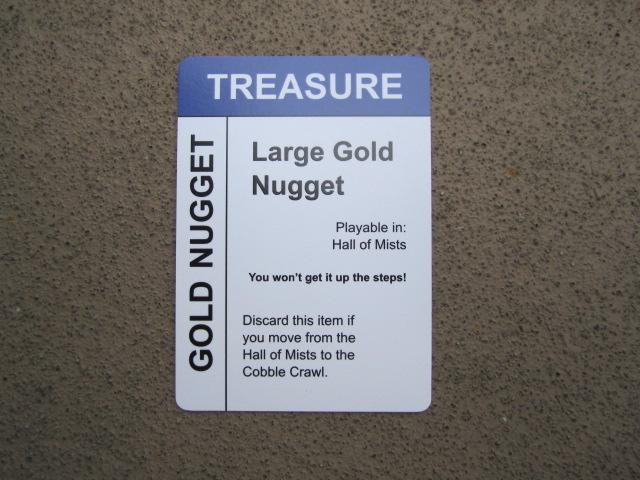 TREASURE
GOLD NUGGET
Large Gold
Nugget
Playable in:
Hall of Mists
You won't get it up the steps!
Discard this item if
you move from the
Hall of Mists to the
Cobble Crawl.